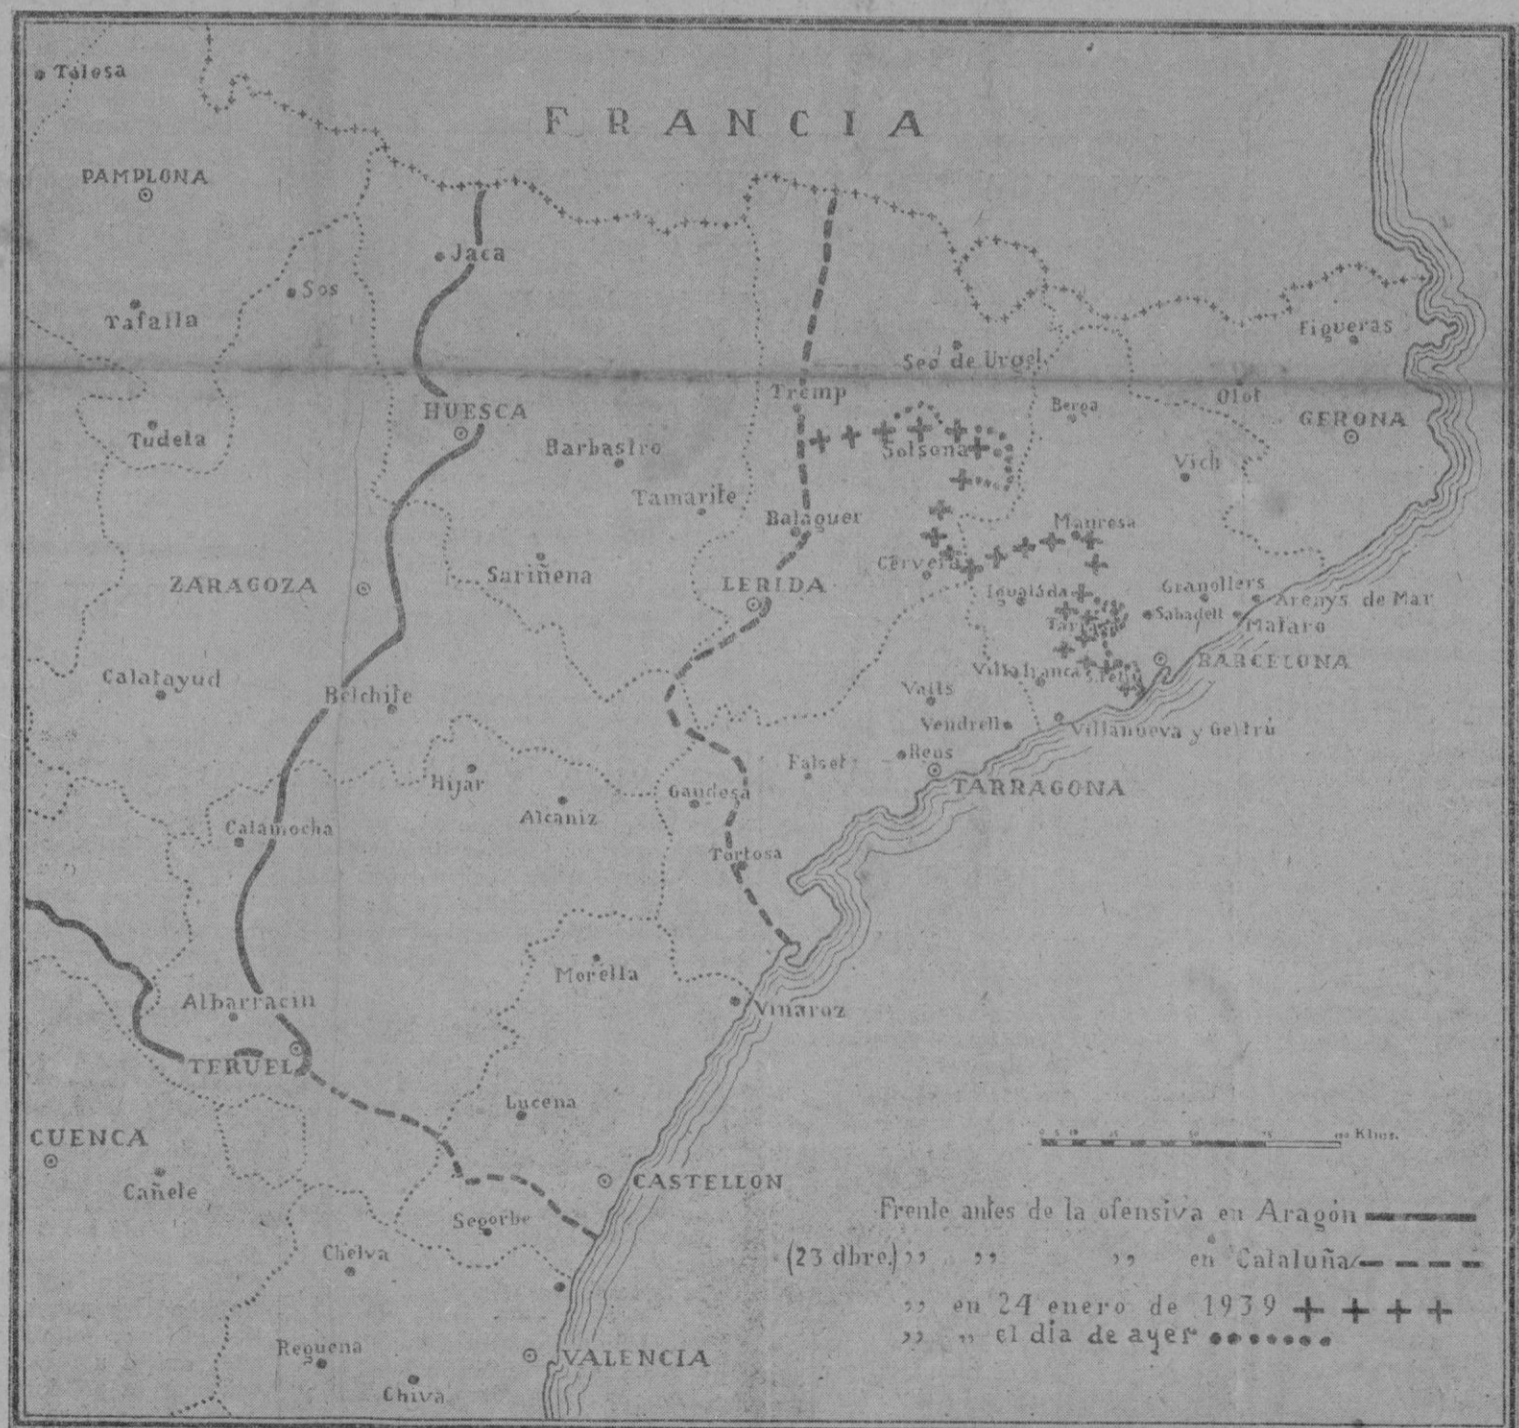 Tolosa
FRANCIA
PAMPLONA
Jaca
Sos
Tafalla
Figueras
Seo de Urgel
Tremp
Berga
Olot
HUESCA
GERONA
Tudela
Barbastro
Solsona
Vich
Tamarite
Balaguer
Manresa
Cervera
ZARAGOZA
Sariñena
LERIDA
Igualáda
Granollers
Arenys de Mar
Sabadell
Tarrasa
Mataro
BARCELONA
Calatayud
Villafranca
Belchite
Valls
Vendrell
Villanueva y Geltrú
Reus
Falset
Hijar
Gandesa
TARRAGONA
Alcaniz
Calamocha
Tortosa
Morella
Albarracin
Vinaroz
TERUEL
Lucena
CUENCA
Klms.
Cañete
CASTELLON
Segorbe
Chelva
Requena
VALENCIA
Chiva
Frente antes de la ofensiva en Aragón
(23 dbre.) ,, ,, ,, en Cataluña
,, en 24 enero de 1939
,, ,, el día de ayer